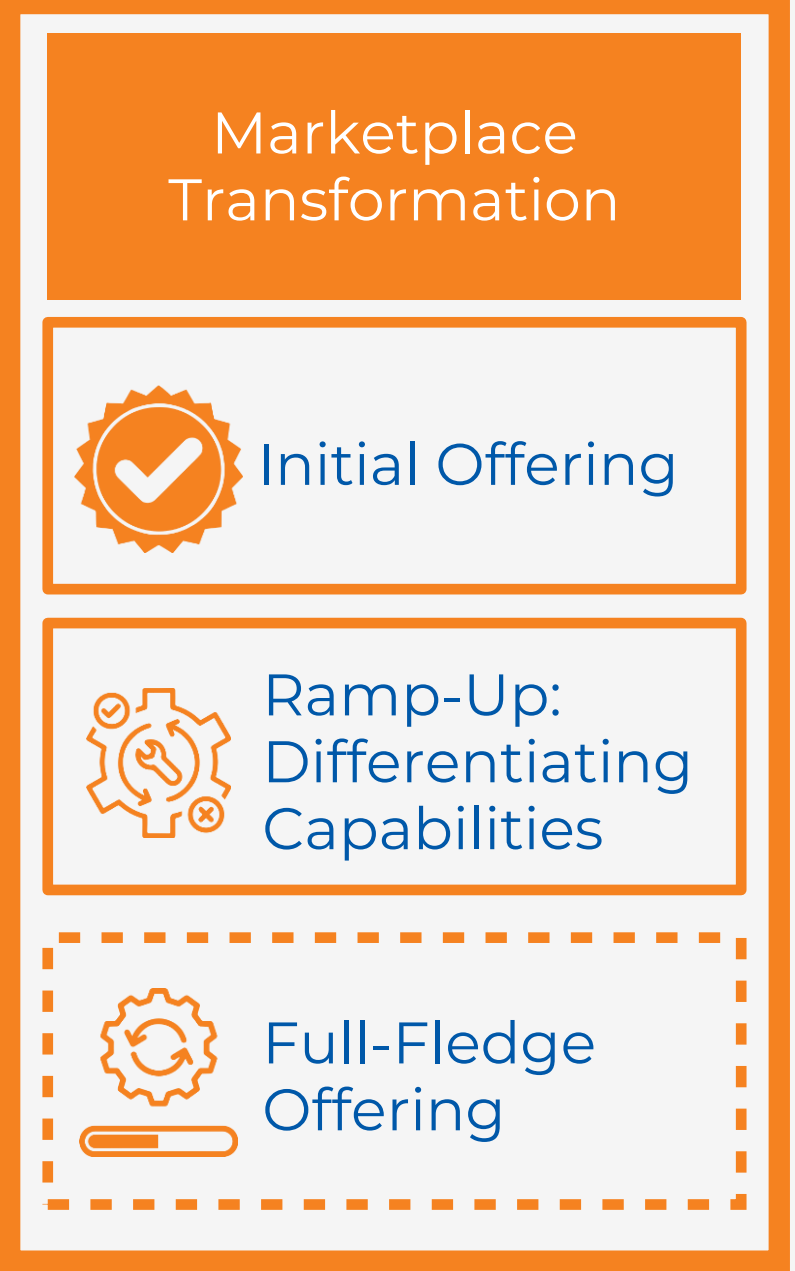 Marketplace
Transformation
Initial Offering
Ramp-Up:
Differentiating
Capabilities
Full-Fledge
Offering